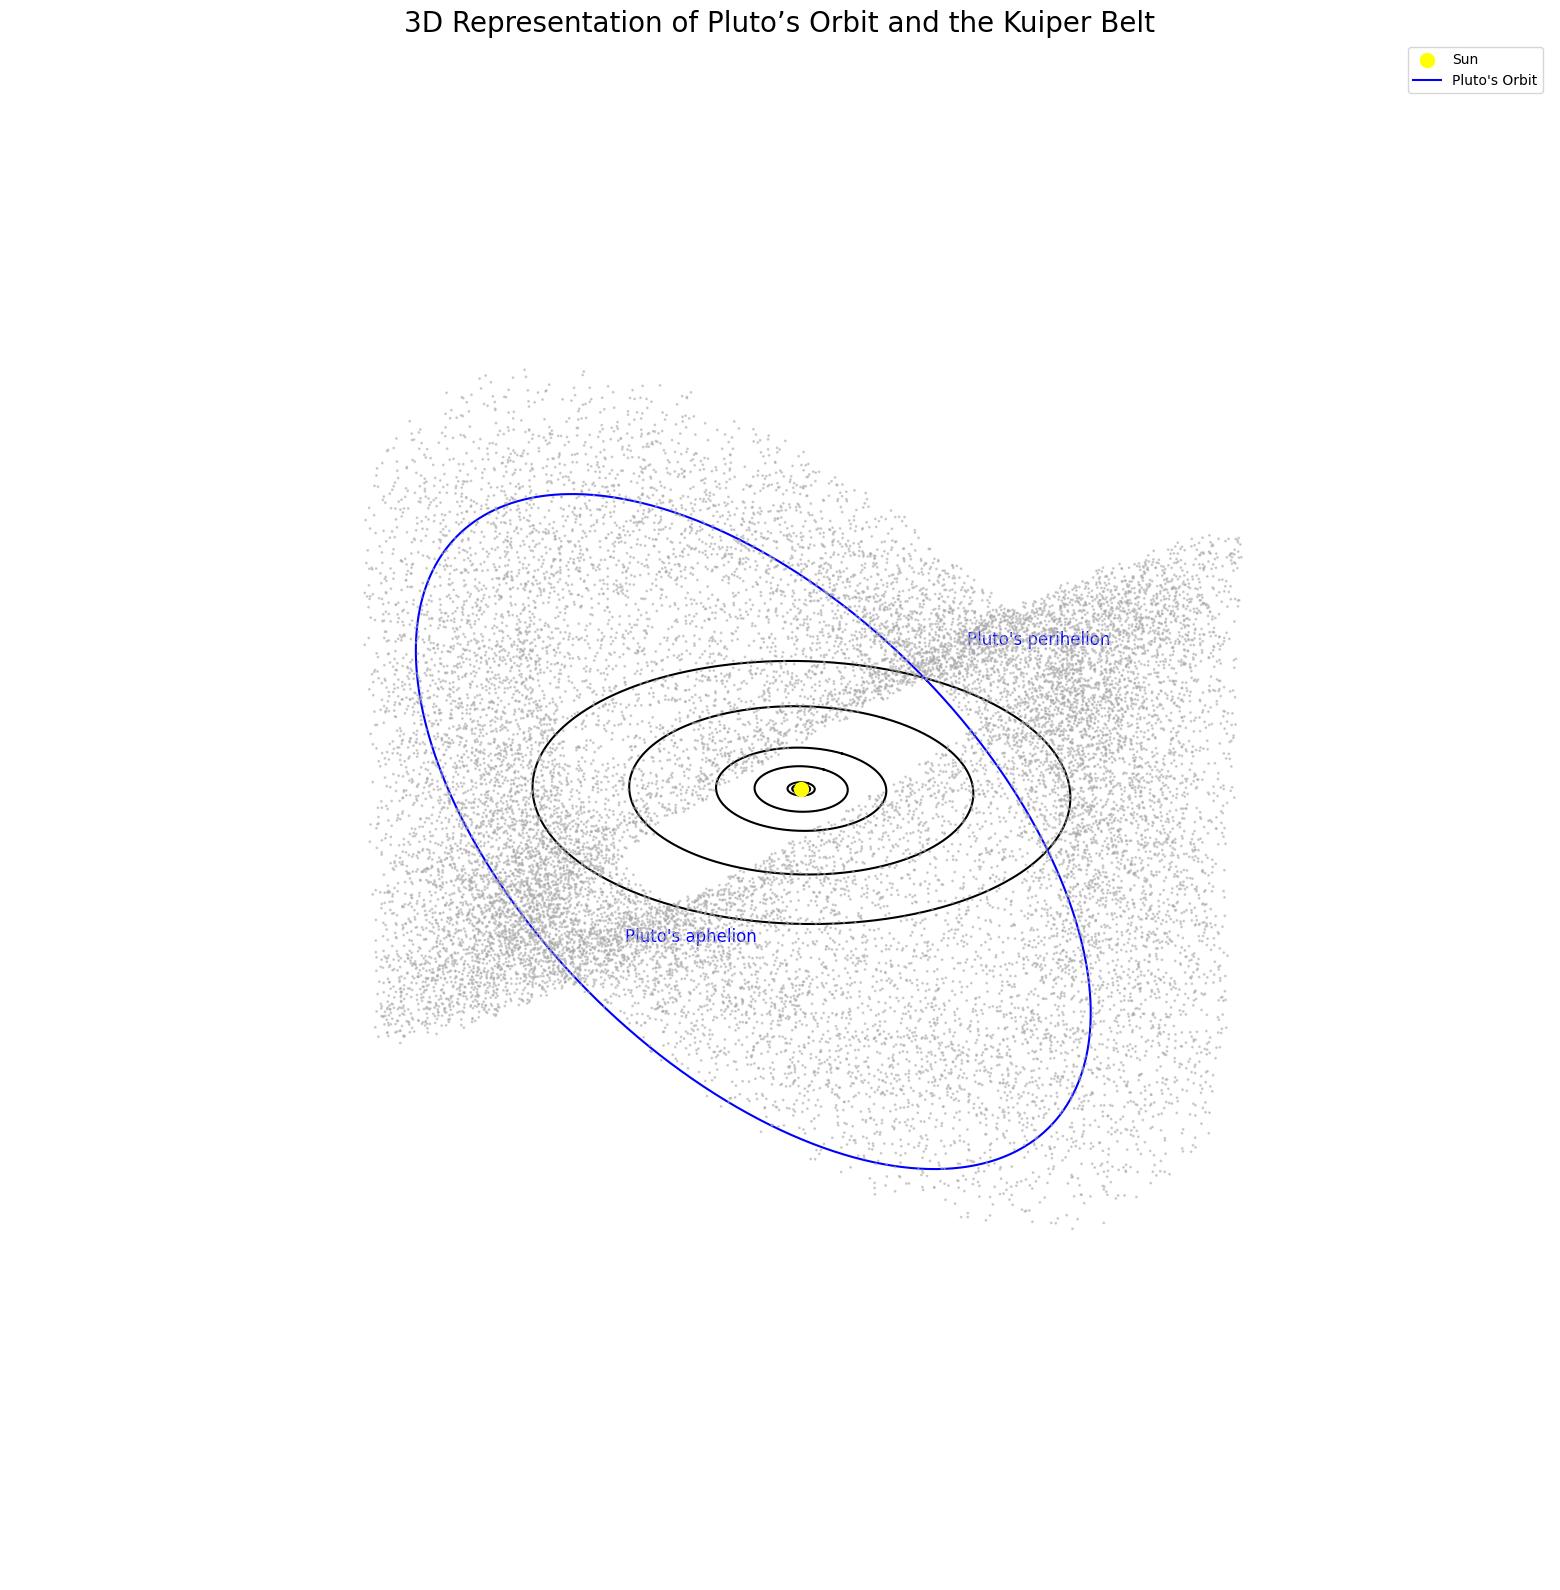 3D Representation of Pluto’s Orbit and the Kuiper Belt
Sun
Pluto's Orbit
Pluto's perihelion
Pluto's aphelion